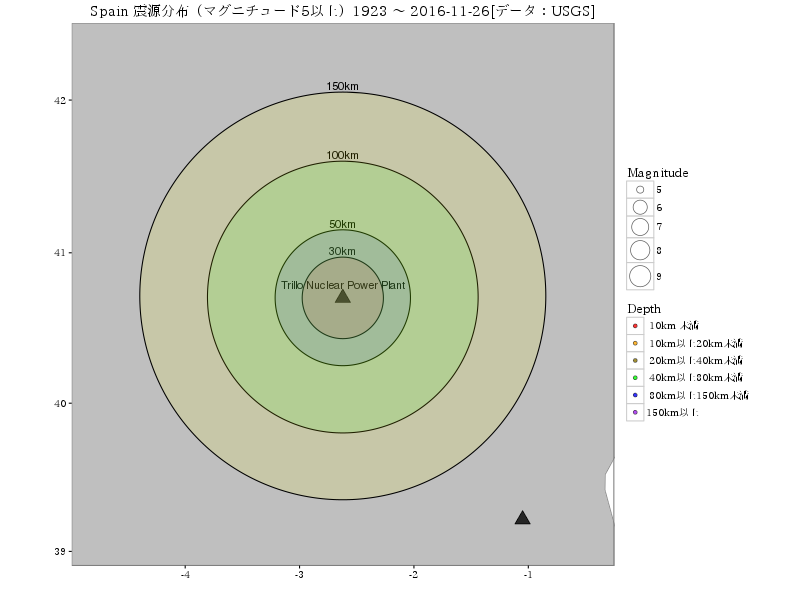 Spain 震源分布（マグニチュード5以上）1923 ～ 2016-11-26[データ：USGS]
150km
42
100km
Magnitude
5
6
50km
7
41
30km
8
Trillo Nuclear Power Plant
9
Depth
10km 未満
10km以上20km未満
20km以上40km未満
40km以上80km未満
80km以上150km未満
150km以上
40
39
-4
-3
-2
-1